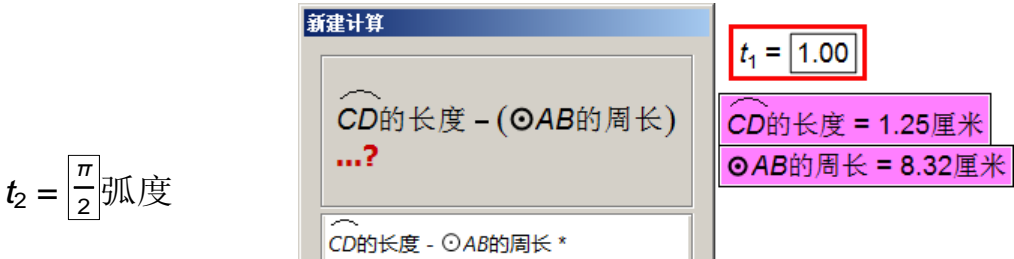 新建计算
t₁ = 1.00
CD的长度 – (⊙AB的周长)
...?
CD的长度 = 1.25厘米
⊙AB的周长 = 8.32厘米
t₂ = π/2弧度
CD的长度 - ⊙AB的周长 *